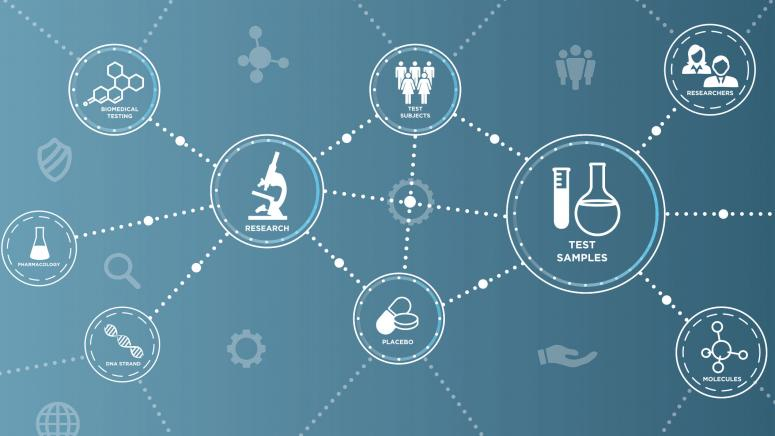 BIOMEDICAL
TESTING
TEST
SUBJECTS
RESEARCHERS
RESEARCH
TEST
SAMPLES
PHARMACOLOGY
DNA STRAND
PLACEBO
MOLECULES